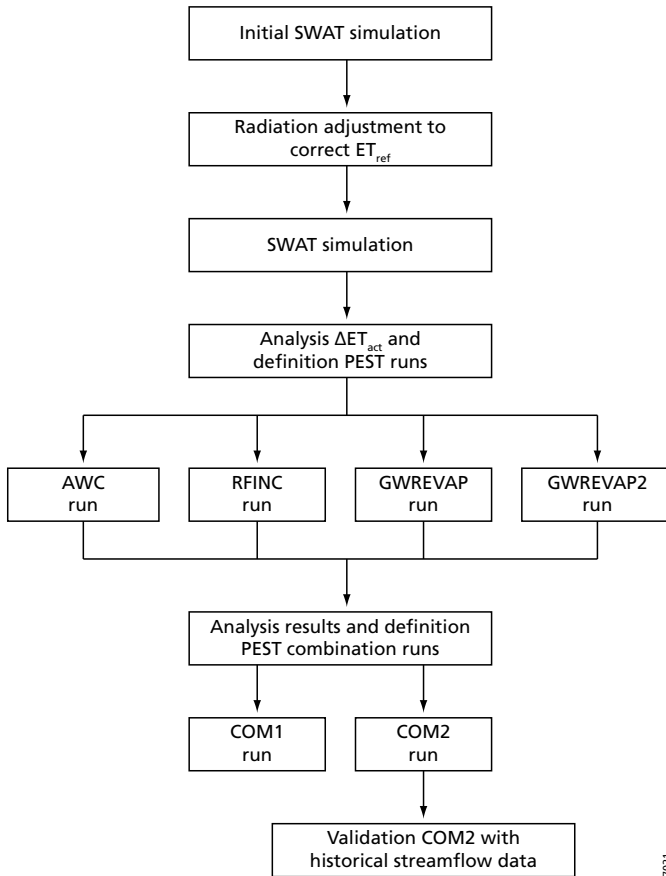 Initial SWAT simulation
Radiation adjustment to
correct ETref
SWAT simulation
Analysis ΔETact and
definition PEST runs
AWC
run
RFINC
run
GWREVAP
run
GWREVAP2
run
Analysis results and definition
PEST combination runs
COM1
run
COM2
run
Validation COM2 with
historical streamflow data